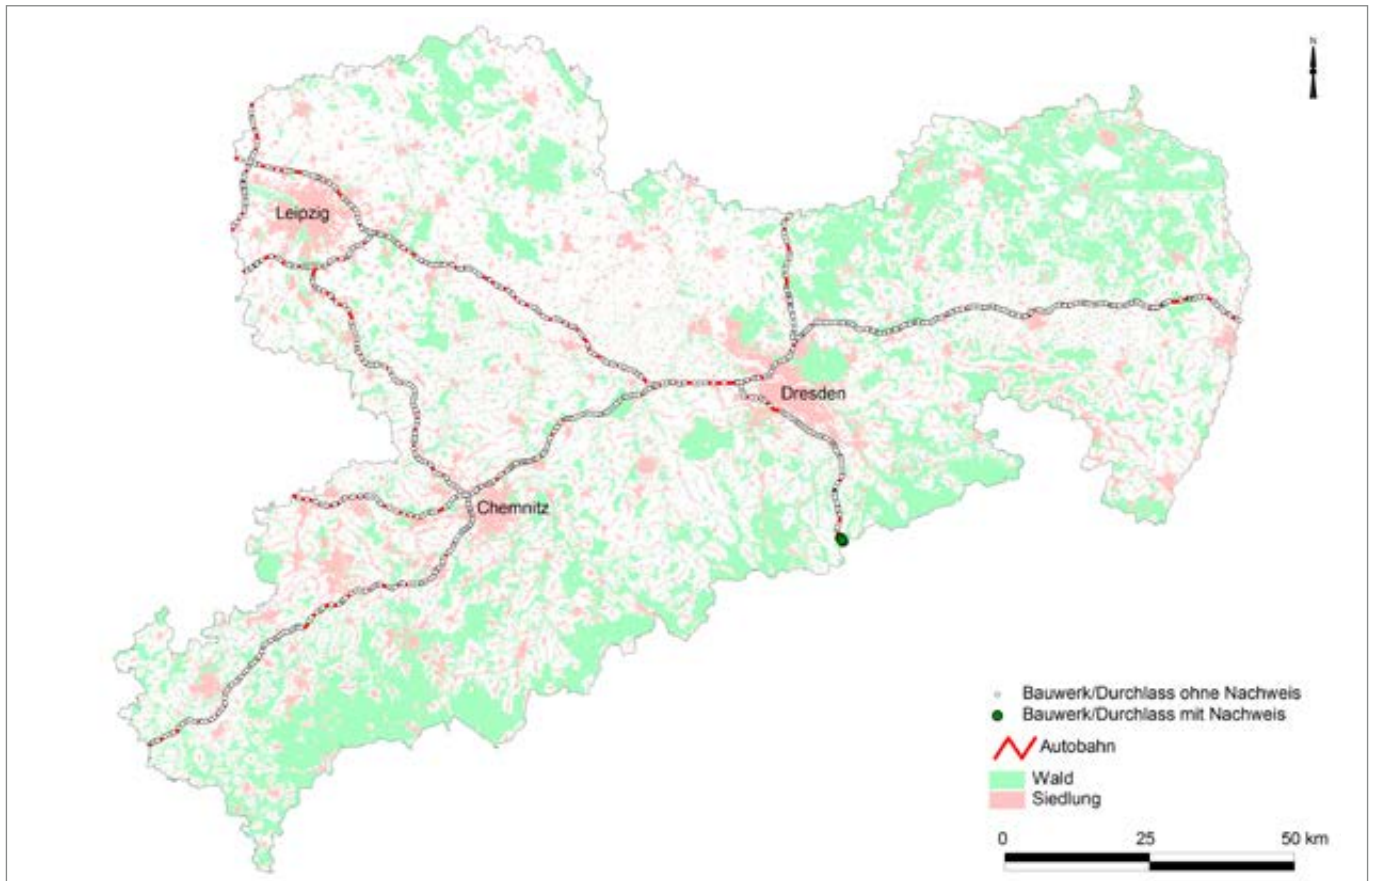 N
Leipzig
Dresden
Chemnitz
Bauwerk/Durchlass ohne Nachweis
Bauwerk/Durchlass mit Nachweis
Autobahn
Wald
Siedlung
0 25 50 km